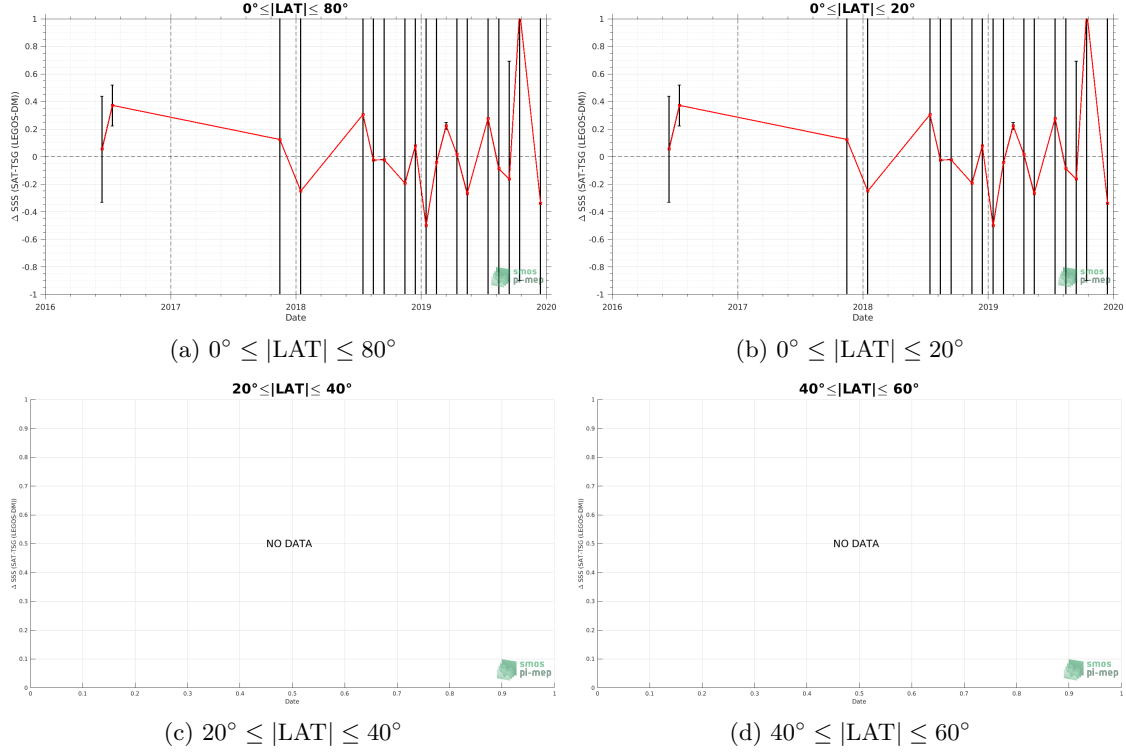 0°≤|LAT|≤ 80°
Δ SSS (SAT-TSG (LEGOS-DM))
1
0.8
0.6
0.4
0.2
0
-0.2
-0.4
-0.6
-0.8
-1
2016
2017
2018
2019
2020
Date
smos
pi-mep
(a) 0° ≤ |LAT| ≤ 80°
0°≤|LAT|≤ 20°
Δ SSS (SAT-TSG (LEGOS-DM))
1
0.8
0.6
0.4
0.2
0
-0.2
-0.4
-0.6
-0.8
-1
2016
2017
2018
2019
2020
Date
smos
pi-mep
(b) 0° ≤ |LAT| ≤ 20°
20°≤|LAT|≤ 40°
Δ SSS (SAT-TSG (LEGOS-DM))
1
0.9
0.8
0.7
0.6
0.5
0.4
0.3
0.2
0.1
0
NO DATA
0
0.1
0.2
0.3
0.4
0.5
0.6
0.7
0.8
0.9
1
Date
smos
pi-mep
(c) 20° ≤ |LAT| ≤ 40°
40°≤|LAT|≤ 60°
Δ SSS (SAT-TSG (LEGOS-DM))
1
0.9
0.8
0.7
0.6
0.5
0.4
0.3
0.2
0.1
0
NO DATA
0
0.1
0.2
0.3
0.4
0.5
0.6
0.7
0.8
0.9
1
Date
smos
pi-mep
(d) 40° ≤ |LAT| ≤ 60°